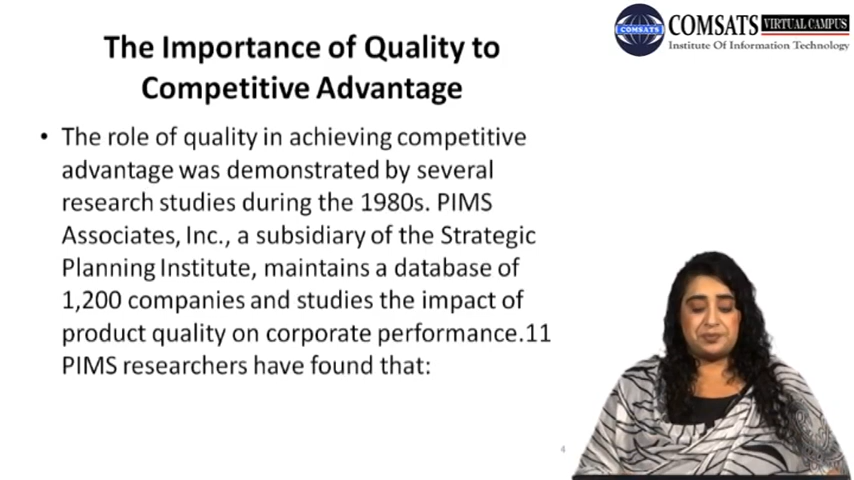 The Importance of Quality to
Competitive Advantage
• The role of quality in achieving competitive
advantage was demonstrated by several
research studies during the 1980s. PIMS
Associates, Inc., a subsidiary of the Strategic
Planning Institute, maintains a database of
1,200 companies and studies the impact of
product quality on corporate performance.11
PIMS researchers have found that:
COMSATS
COMSATS VIRTUAL CAMPUS
Institute Of Information Technology
4